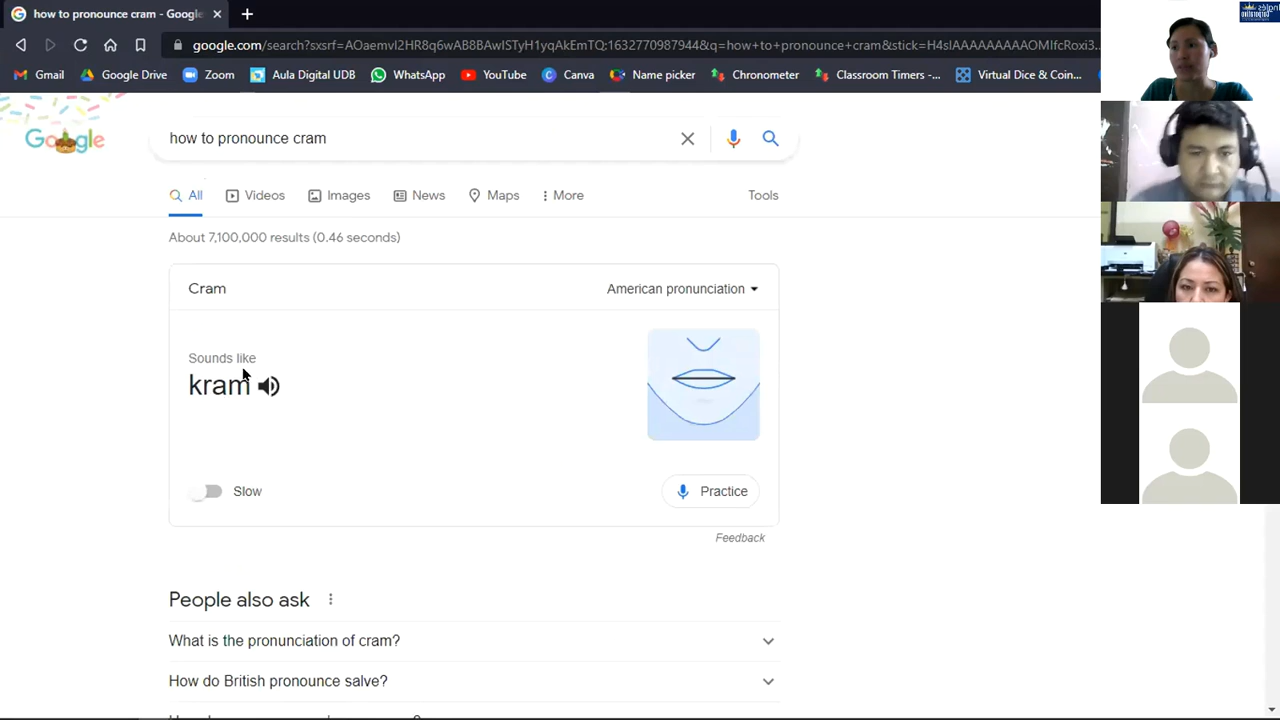 how to pronounce cram - Google
google.com/search?sxsrf=AOaemvI2HR8q6wAB8BAwISTyH1yqAkEmTQ:1632770987944&q=how+to+pronounce+cram&stick=H4sIAAAAAAAAOMIfcRoxi3...
Gmail Google Drive Zoom Aula Digital UDB WhatsApp YouTube Canva Name picker Chronometer Classroom Timers -... Virtual Dice & Coin...
Google
how to pronounce cram
All Videos Images News Maps More Tools
About 7,100,000 results (0.46 seconds)
Cram
American pronunciation
Sounds like
kram
Slow
Practice
Feedback
People also ask
What is the pronunciation of cram?
How do British pronounce salve?